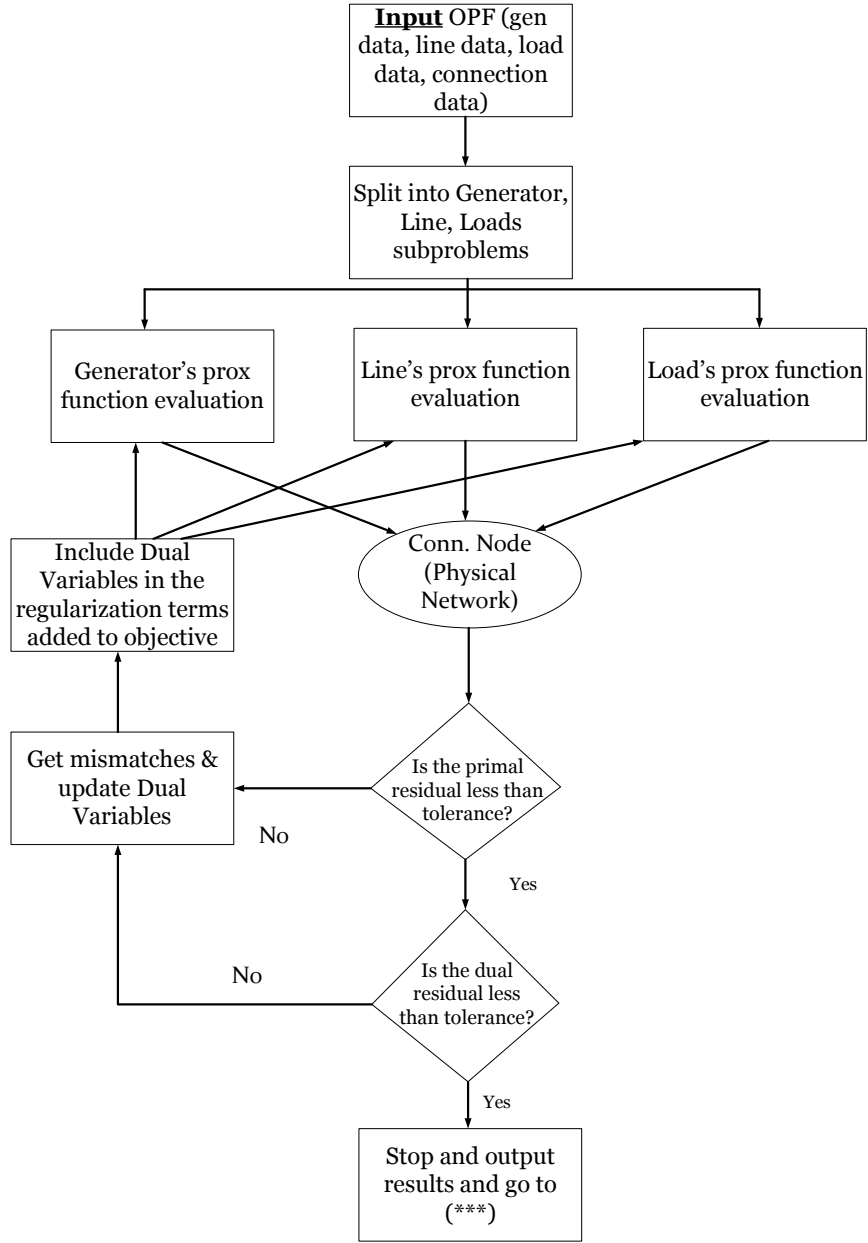 Input OPF (gen
data, line data, load
data, connection
data)
Split into Generator,
Line, Loads
subproblems
Generator’s prox
function evaluation
Line’s prox function
evaluation
Load’s prox function
evaluation
Include Dual
Variables in the
regularization terms
added to objective
Conn. Node
(Physical
Network)
Get mismatches &
update Dual
Variables
Is the primal
residual less than
tolerance?
No
Yes
Is the dual
residual less
than tolerance?
No
Yes
Stop and output
results and go to
(***)